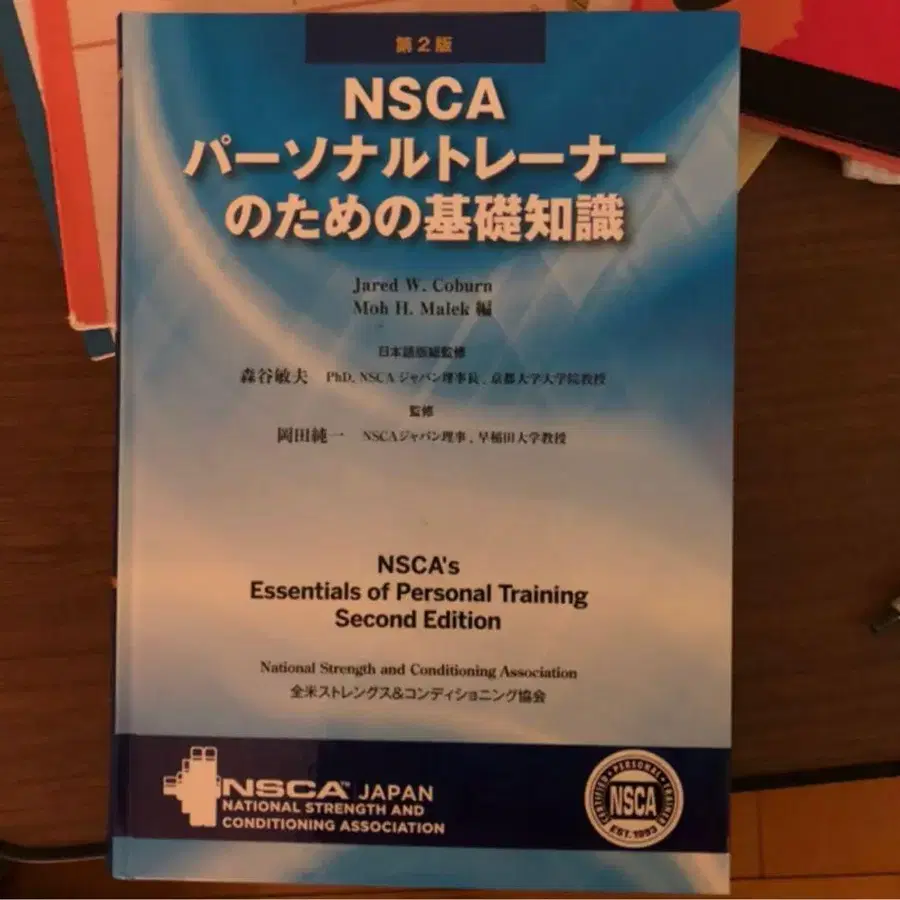 第2版
NSCA
パーソナルトレーナー
のための基礎知識
Jared W. Coburn
Moh H. Malek 編
日本語版総監修
森谷敏夫 PhD, NSCAジャパン理事長、京都大学大学院教授
監修
岡田純一 NSCAジャパン理事、早稲田大学教授
NSCA's
Essentials of Personal Training
Second Edition
National Strength and Conditioning Association
全米ストレングス&コンディショニング協会
NSCA™ JAPAN
NATIONAL STRENGTH AND
CONDITIONING ASSOCIATION
CERTIFIED • PERSONAL • TRAINER
NSCA
EST. 1993